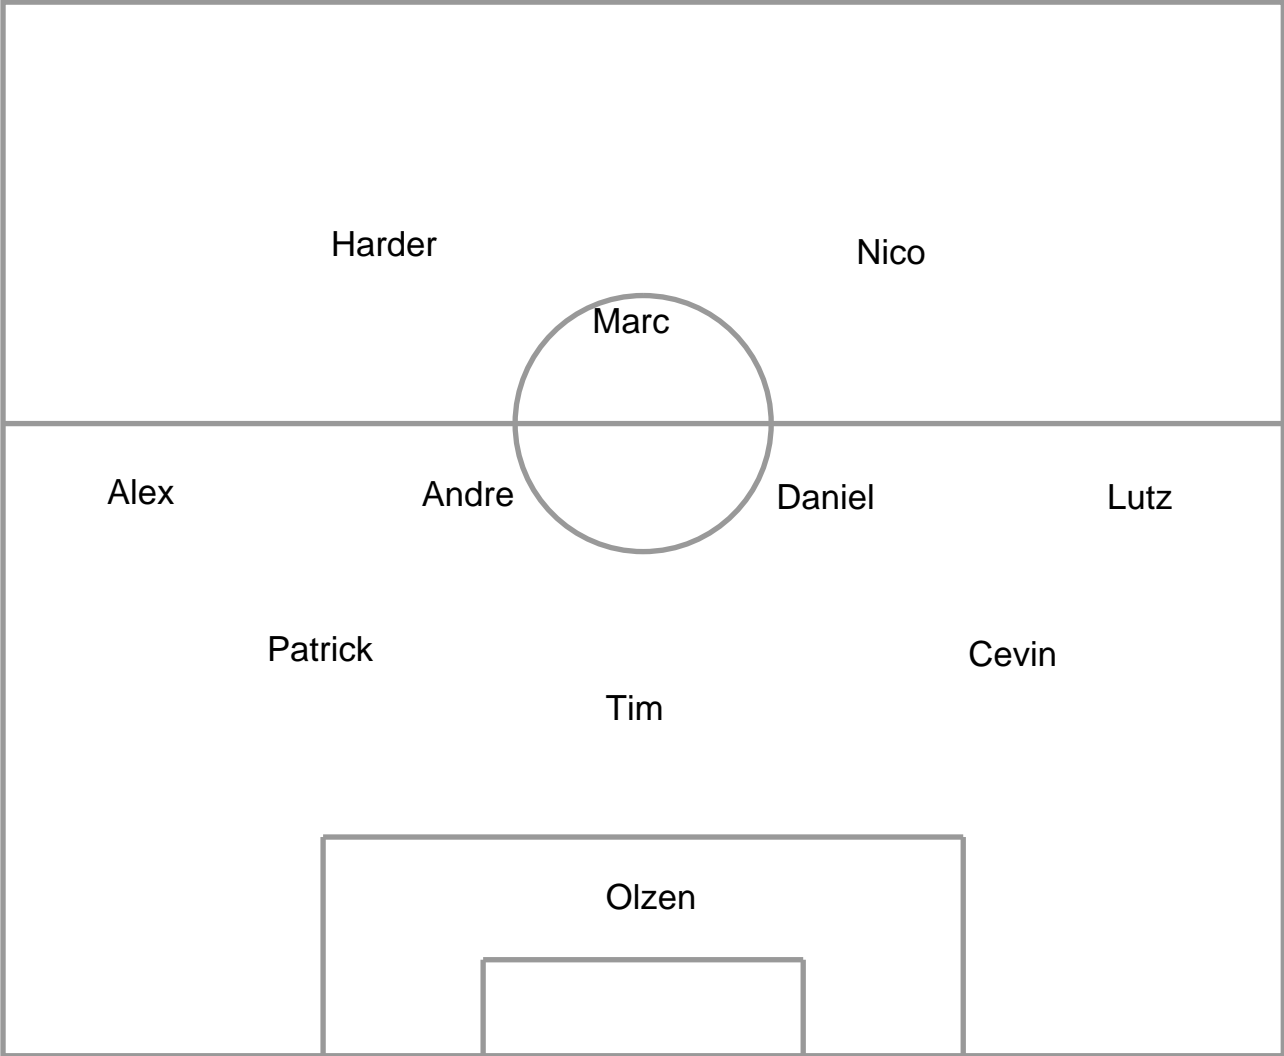 Harder
Nico
Marc
Alex
Andre
Daniel
Lutz
Patrick
Cevin
Tim
Olzen